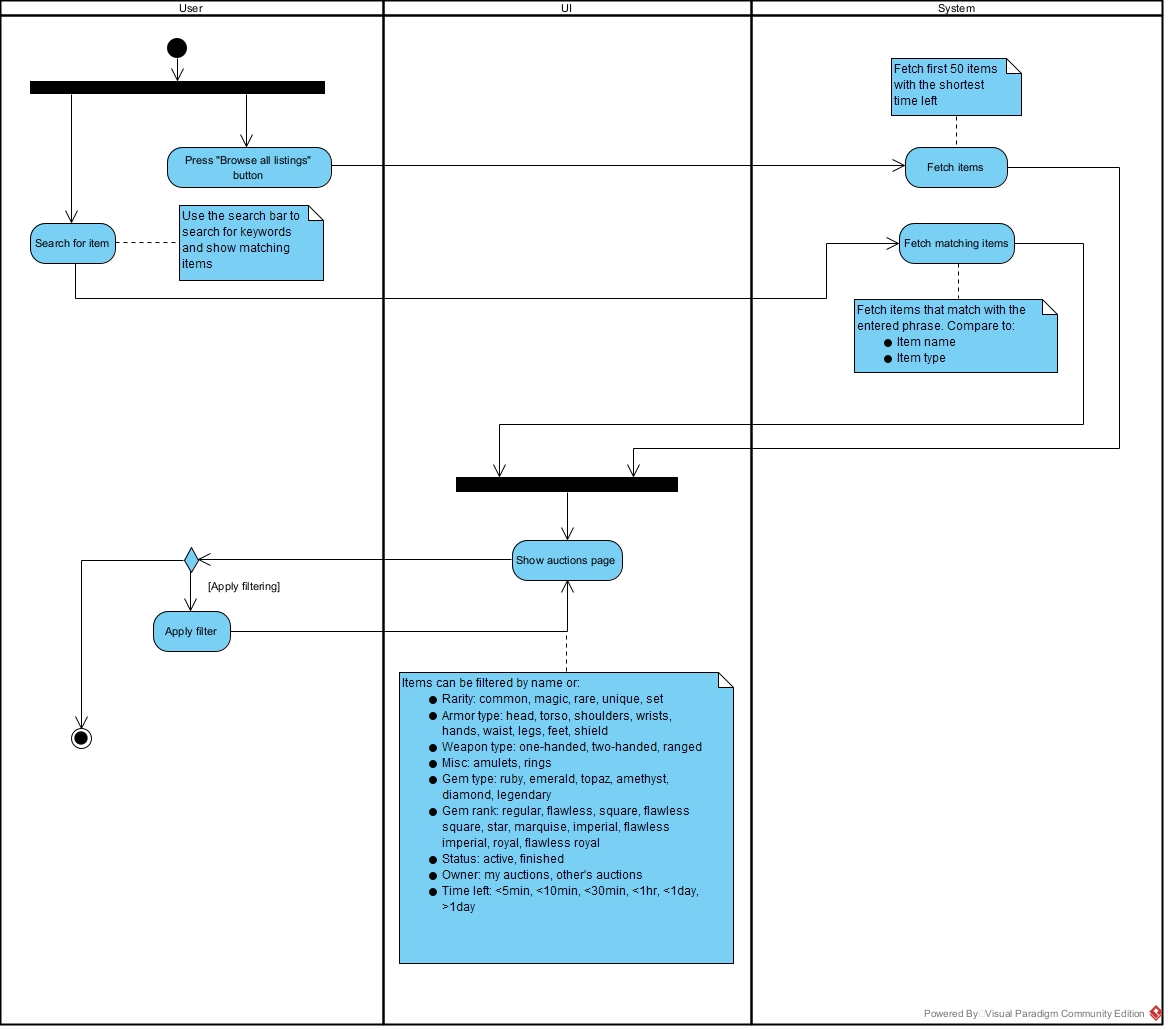 User
UI
System
Fetch first 50 items
with the shortest
time left
Press "Browse all listings"
button
Fetch items
Use the search bar to
search for keywords
and show matching
items
Search for item
Fetch matching items
Fetch items that match with the
entered phrase. Compare to:
● Item name
● Item type
Show auctions page
[Apply filtering]
Apply filter
Items can be filtered by name or:
● Rarity: common, magic, rare, unique, set
● Armor type: head, torso, shoulders, wrists,
hands, waist, legs, feet, shield
● Weapon type: one-handed, two-handed, ranged
● Misc: amulets, rings
● Gem type: ruby, emerald, topaz, amethyst,
diamond, legendary
● Gem rank: regular, flawless, square, flawless
square, star, marquise, imperial, flawless
imperial, royal, flawless royal
● Status: active, finished
● Owner: my auctions, other's auctions
● Time left: <5min, <10min, <30min, <1hr, <1day,
>1day
Powered By Visual Paradigm Community Edition